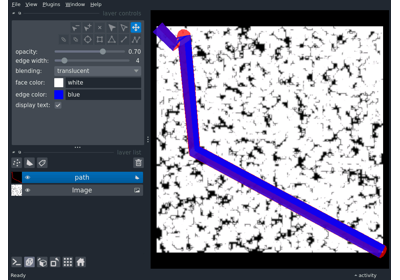 File View Plugins Window Help
layer controls
opacity: 0.70
edge width: 4
blending: translucent
face color: white
edge color: blue
display text:
layer list
path
Image
Ready
activity